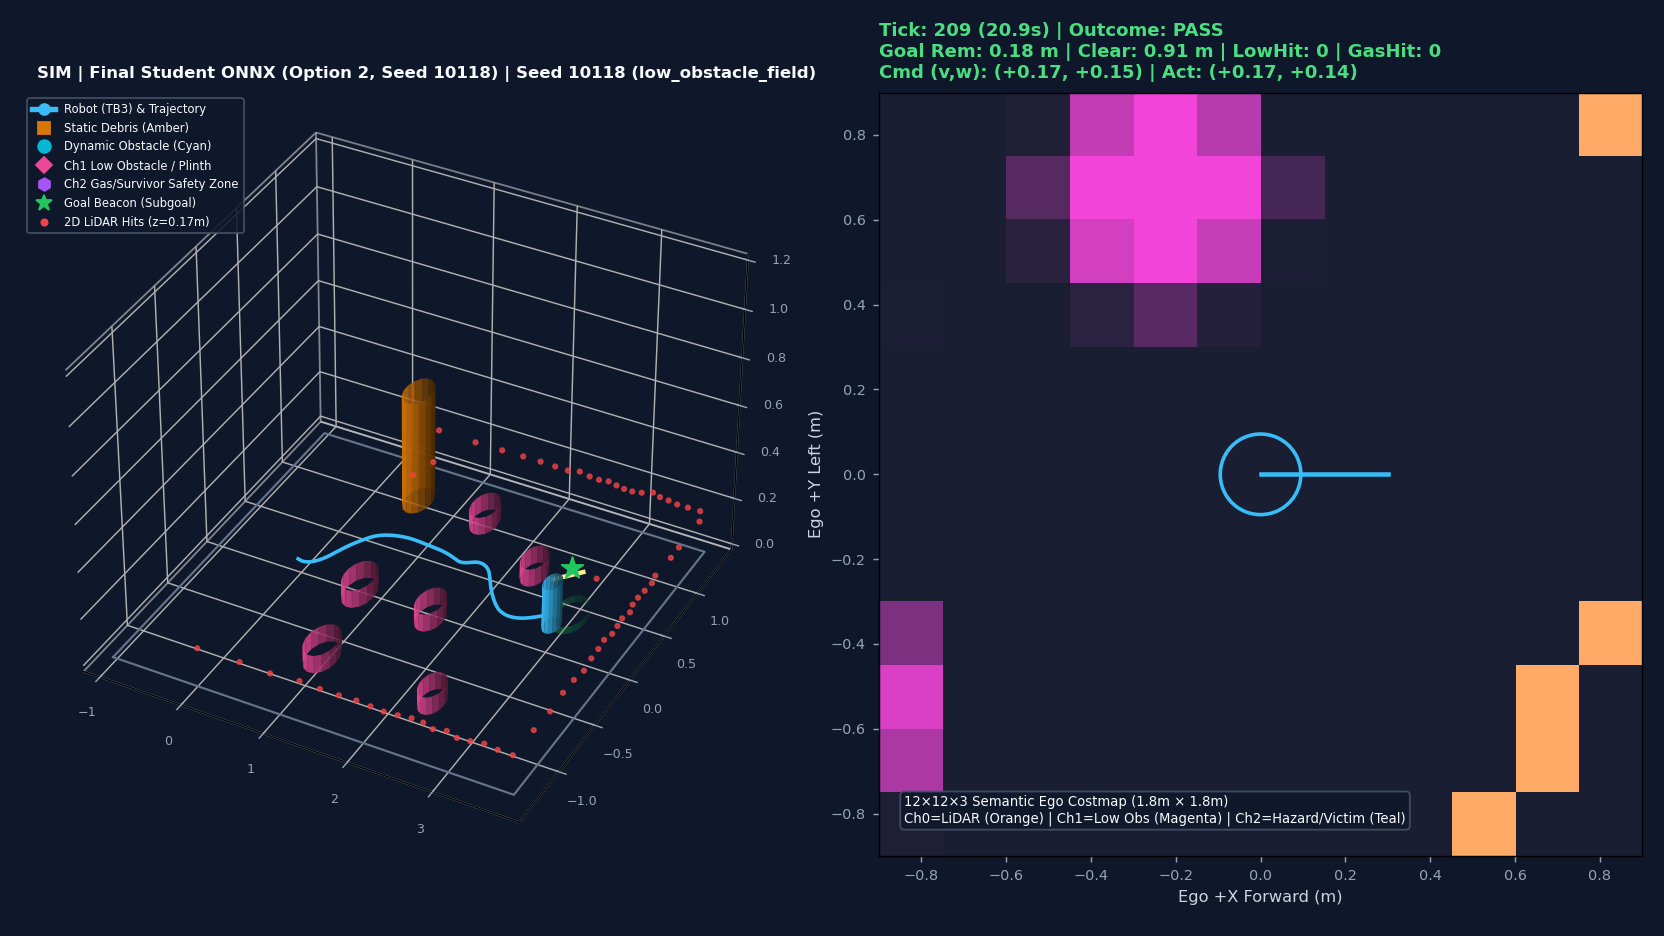 SIM | Final Student ONNX (Option 2, Seed 10118) | Seed 10118 (low_obstacle_field)
Robot (TB3) & Trajectory
Static Debris (Amber)
Dynamic Obstacle (Cyan)
Ch1 Low Obstacle / Plinth
Ch2 Gas/Survivor Safety Zone
Goal Beacon (Subgoal)
2D LiDAR Hits (z=0.17m)
1.2
1.0
0.8
0.6
0.4
0.2
0.0
1.0
0.5
0.0
−0.5
−1.0
−1
0
1
2
3
Tick: 209 (20.9s) | Outcome: PASS
Goal Rem: 0.18 m | Clear: 0.91 m | LowHit: 0 | GasHit: 0
Cmd (v,w): (+0.17, +0.15) | Act: (+0.17, +0.14)
Ego +Y Left (m)
0.8
0.6
0.4
0.2
0.0
−0.2
−0.4
−0.6
−0.8
12×12×3 Semantic Ego Costmap (1.8m × 1.8m)
Ch0=LiDAR (Orange) | Ch1=Low Obs (Magenta) | Ch2=Hazard/Victim (Teal)
−0.8 −0.6 −0.4 −0.2 0.0 0.2 0.4 0.6 0.8
Ego +X Forward (m)